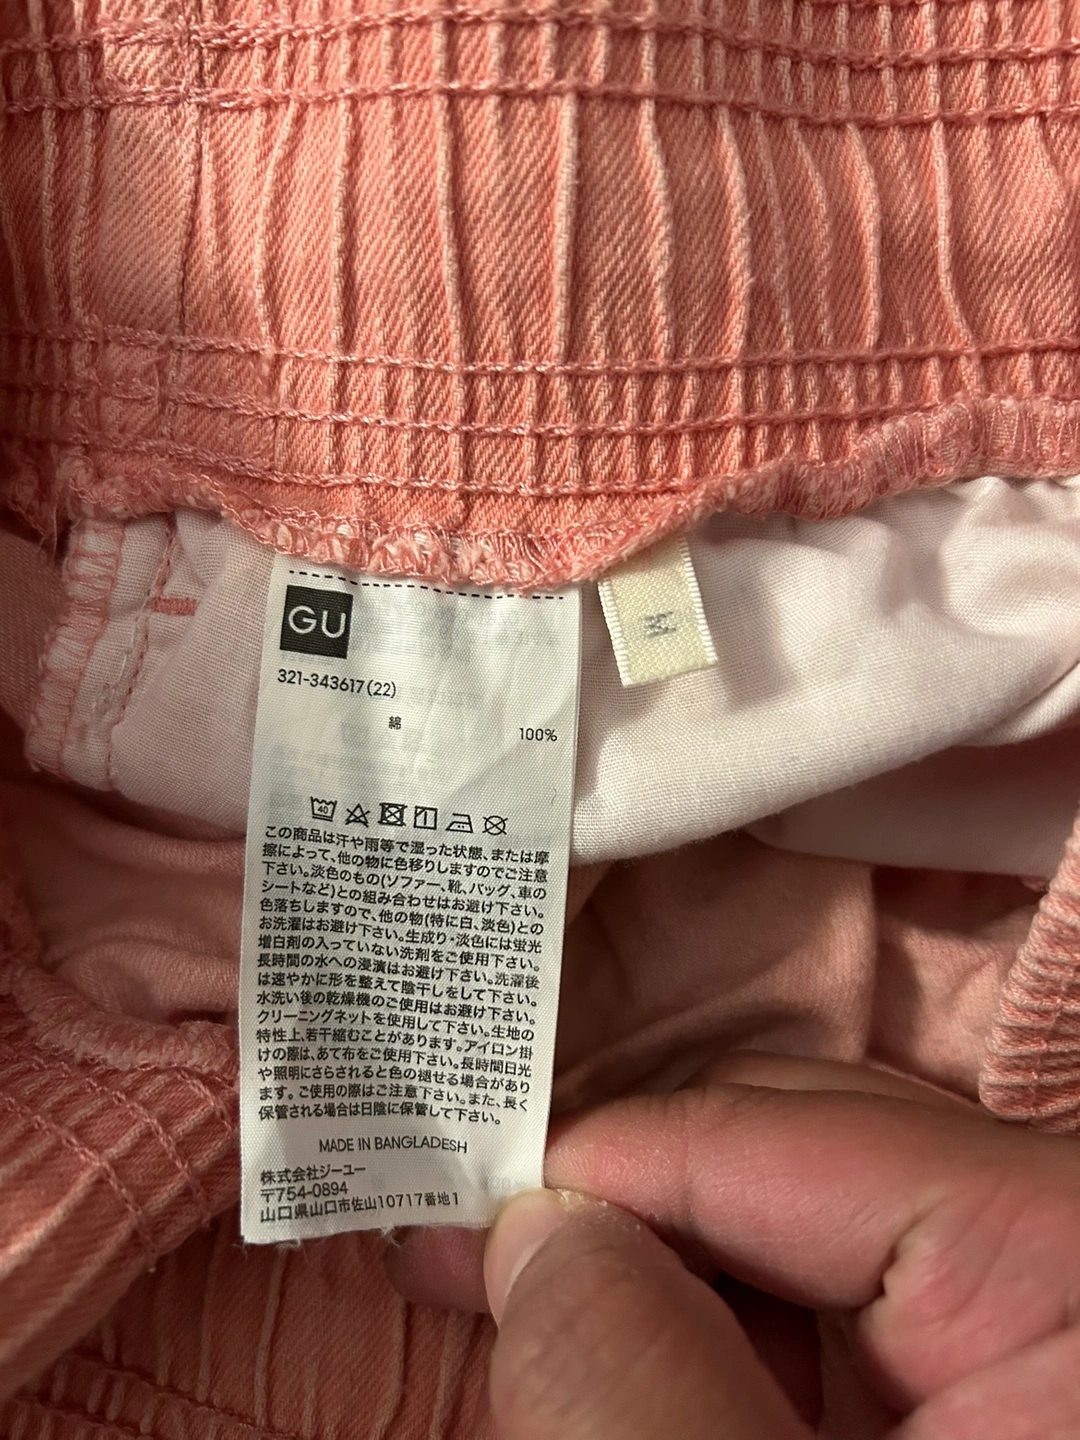 GU
M
321-343617(22)
綿 100%
40
この商品は汗や雨等で湿った状態、または摩
擦によって、他の物に色移りしますのでご注意
下さい。淡色のもの(ソファー、靴、バッグ、車の
シートなど)との組み合わせはお避け下さい。
色落ちしますので、他の物(特に白、淡色)との
お洗濯はお避け下さい。生成り・淡色には蛍光
増白剤の入っていない洗剤をご使用下さい。
長時間の水への浸漬はお避け下さい。洗濯後
は速やかに形を整えて陰干しをして下さい。
水洗い後の乾燥機のご使用はお避け下さい。
クリーニングネットを使用して下さい。生地の
特性上、若干縮むことがあります。アイロン掛
けの際は、あて布をご使用下さい。長時間日光
や照明にさらされると色の褪せる場合があり
ます。ご使用の際はご注意下さい。また、長く
保管される場合は日陰に保管して下さい。
MADE IN BANGLADESH
株式会社ジーユー
〒754-0894
山口県山口市佐山10717番地1